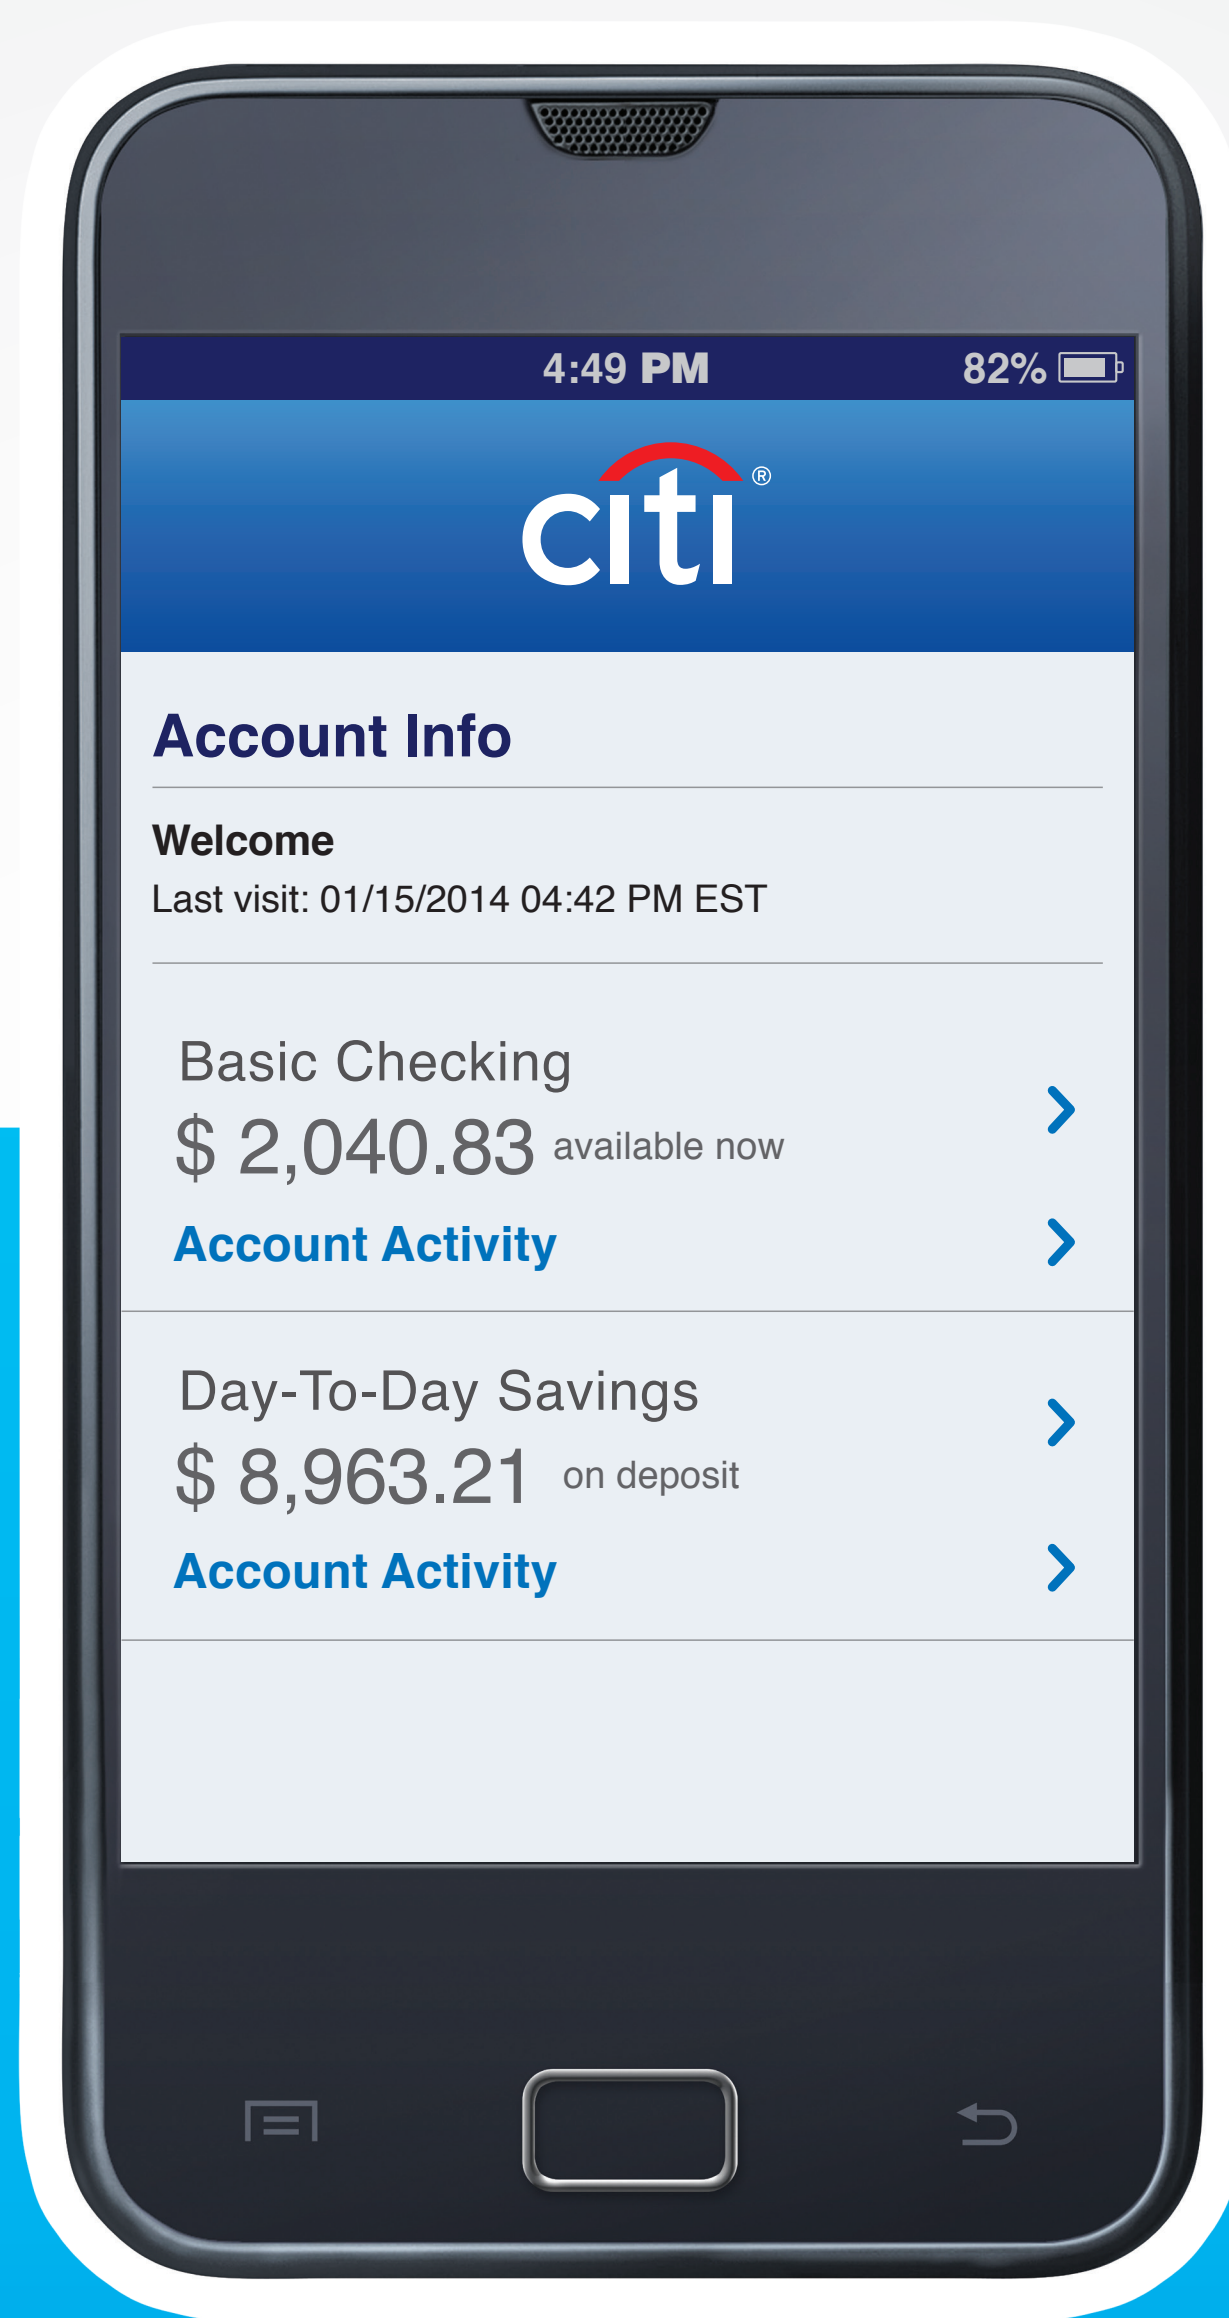 4:49 PM 82%
citi®
Account Info
Welcome
Last visit: 01/15/2014 04:42 PM EST
Basic Checking
$ 2,040.83 available now
Account Activity
Day-To-Day Savings
$ 8,963.21 on deposit
Account Activity